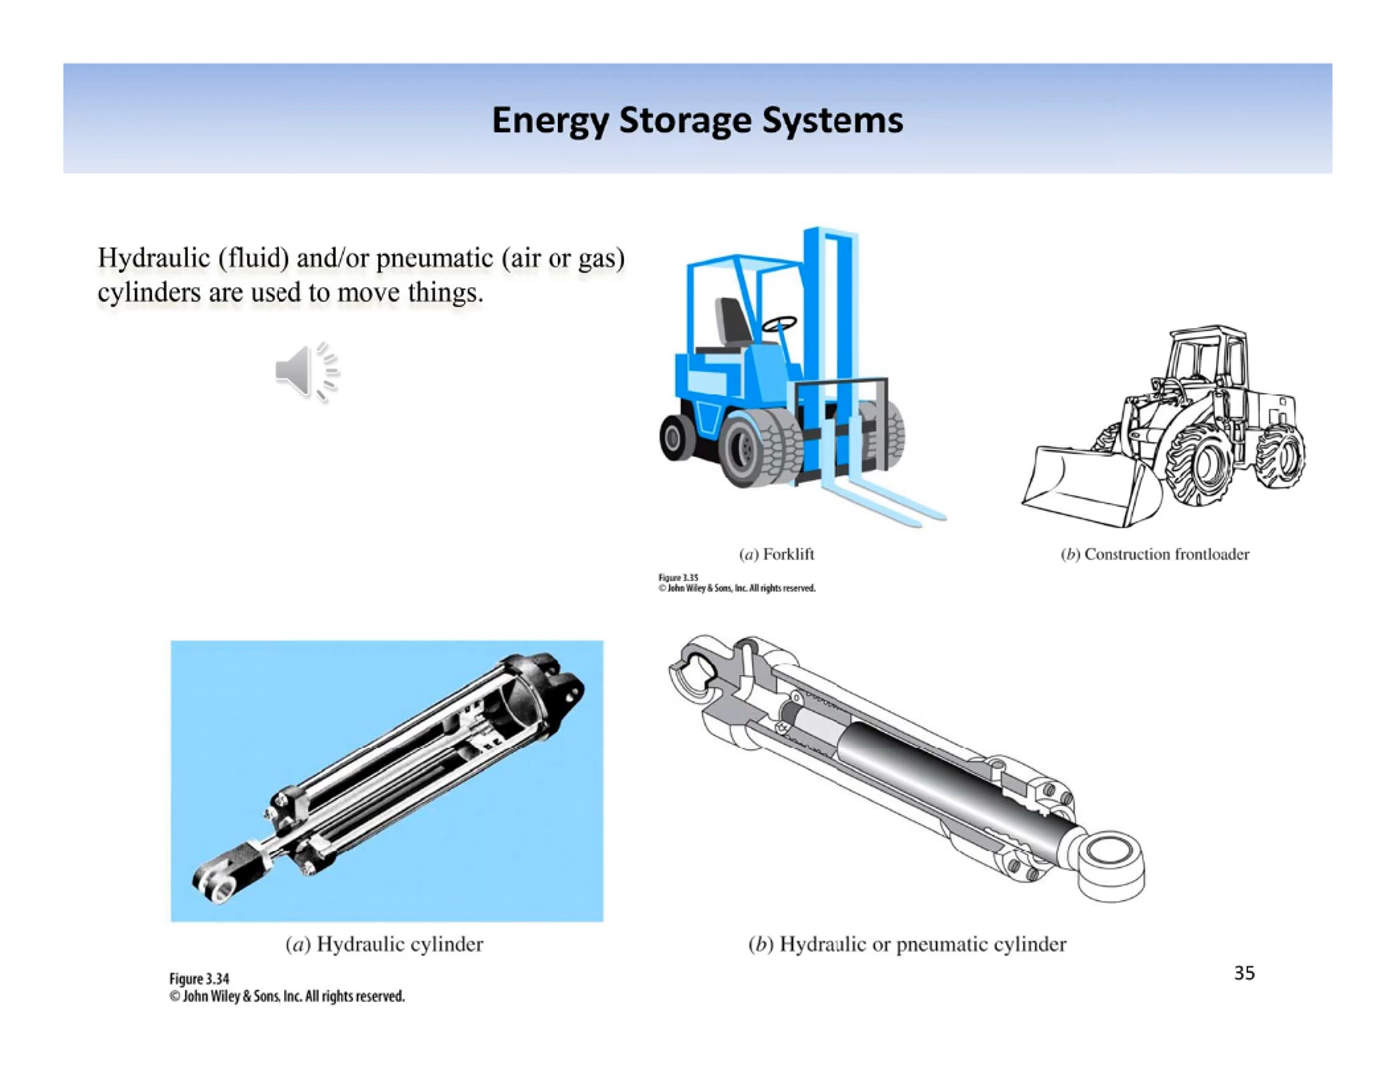 Energy Storage Systems
Hydraulic (fluid) and/or pneumatic (air or gas)
cylinders are used to move things.
(a) Forklift
(b) Construction frontloader
Figure 3.35
© John Wiley & Sons, Inc. All rights reserved.
(a) Hydraulic cylinder
(b) Hydraulic or pneumatic cylinder
Figure 3.34
© John Wiley & Sons, Inc. All rights reserved.
35